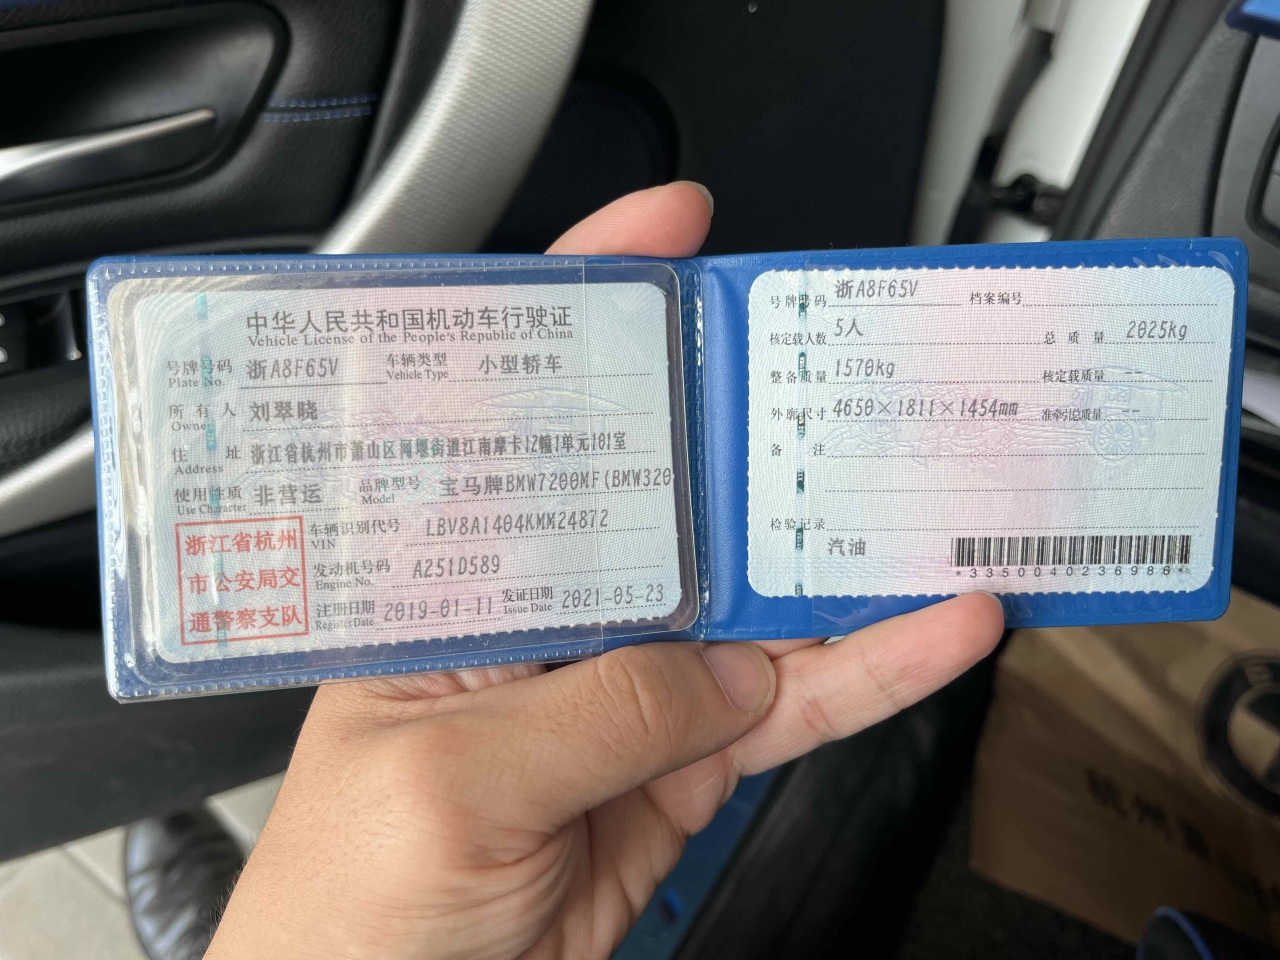 中华人民共和国机动车行驶证
Vehicle License of the People's Republic of China
号牌号码 浙A8F65V 车辆类型 小型轿车
Plate No. Vehicle Type
所有人 刘翠晓
Owner
住址 浙江省杭州市萧山区闻堰街道江南摩卡12幢1单元101室
Address
使用性质 非营运 品牌型号 宝马牌BMW7200MF(BMW320
Use Character Model
浙江省杭州
市公安局交
通警察支队
车辆识别代号 LBV8A1404KMM24872
VIN
发动机号码 A251D589
Engine No.
注册日期 2019-01-11 发证日期 2021-05-23
Register Date Issue Date
号牌号码 浙A8F65V 档案编号
核定载人数 5人 总质量 2025kg
整备质量 1570kg 核定载质量 --
外廓尺寸 4650×1811×1454mm 准牵引总质量 --
备注
检验记录
汽油
*3350040236986*